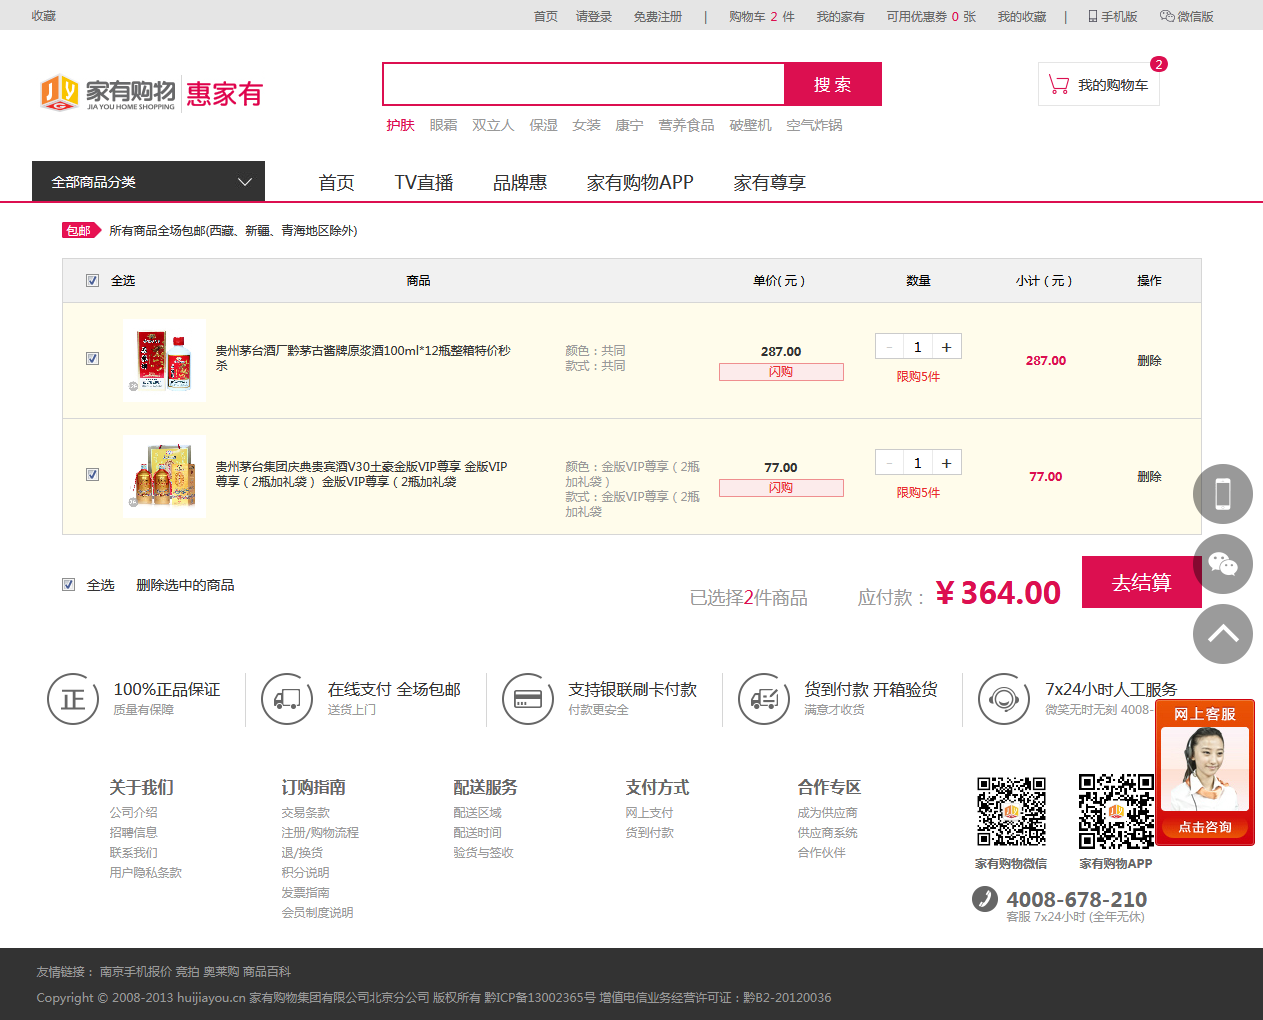 收藏
首页 请登录 免费注册 | 购物车 2 件 我的家有 可用优惠券 0 张 我的收藏 | 手机版 微信版
家有购物 惠家有
JIA YOU HOME SHOPPING
搜 索
我的购物车 2
护肤 眼霜 双立人 保湿 女装 康宁 营养食品 破壁机 空气炸锅
全部商品分类 首页 TV直播 品牌惠 家有购物APP 家有尊享
包邮 所有商品全场包邮(西藏、新疆、青海地区除外)
全选 商品 单价( 元 ) 数量 小计 ( 元 ) 操作
贵州茅台酒厂黔茅古酱牌原浆酒100ml*12瓶整箱特价秒
杀
颜色：共同
款式：共同
287.00
闪购
- 1 +
限购5件
287.00
删除
贵州茅台集团庆典贵宾酒V30土豪金版VIP尊享 金版VIP
尊享（2瓶加礼袋） 金版VIP尊享（2瓶加礼袋
颜色：金版VIP尊享（2瓶
加礼袋）
款式：金版VIP尊享（2瓶
加礼袋
77.00
闪购
- 1 +
限购5件
77.00
删除
全选 删除选中的商品
已选择2件商品 应付款： ¥364.00 去结算
正
100%正品保证
质量有保障
在线支付 全场包邮
送货上门
支持银联刷卡付款
付款更安全
货到付款 开箱验货
满意才收货
7x24小时人工服务
微笑无时无刻 4008-
网上客服
点击咨询
关于我们
公司介绍
招聘信息
联系我们
用户隐私条款
订购指南
交易条款
注册/购物流程
退/换货
积分说明
发票指南
会员制度说明
配送服务
配送区域
配送时间
验货与签收
支付方式
网上支付
货到付款
合作专区
成为供应商
供应商系统
合作伙伴
家有购物微信 家有购物APP
4008-678-210
客服 7x24小时 (全年无休)
友情链接： 南京手机报价 竞拍 奥莱购 商品百科
Copyright © 2008-2013 huijiayou.cn 家有购物集团有限公司北京分公司 版权所有 黔ICP备13002365号 增值电信业务经营许可证：黔B2-20120036